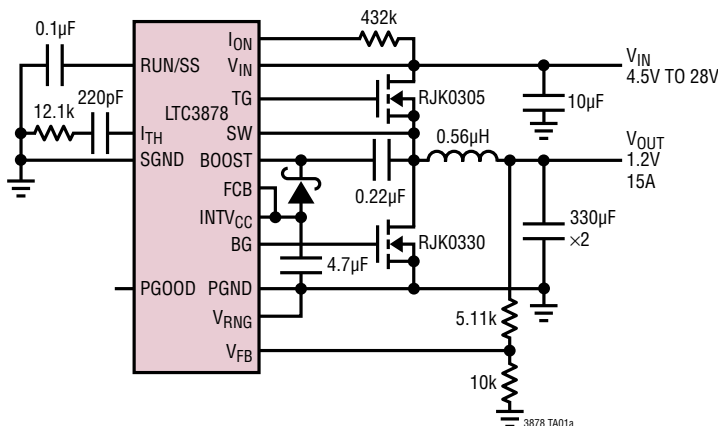 0.1µF
432k
I_ON
RUN/SS
V_IN
V_IN
4.5V TO 28V
12.1k
220pF
LTC3878
TG
RJK0305
10µF
I_TH
SW
0.56µH
V_OUT
1.2V
15A
SGND
BOOST
0.22µF
FCB
INTV_CC
330µF
×2
BG
RJK0330
4.7µF
PGOOD
PGND
V_RNG
5.11k
V_FB
10k
3878 TA01a